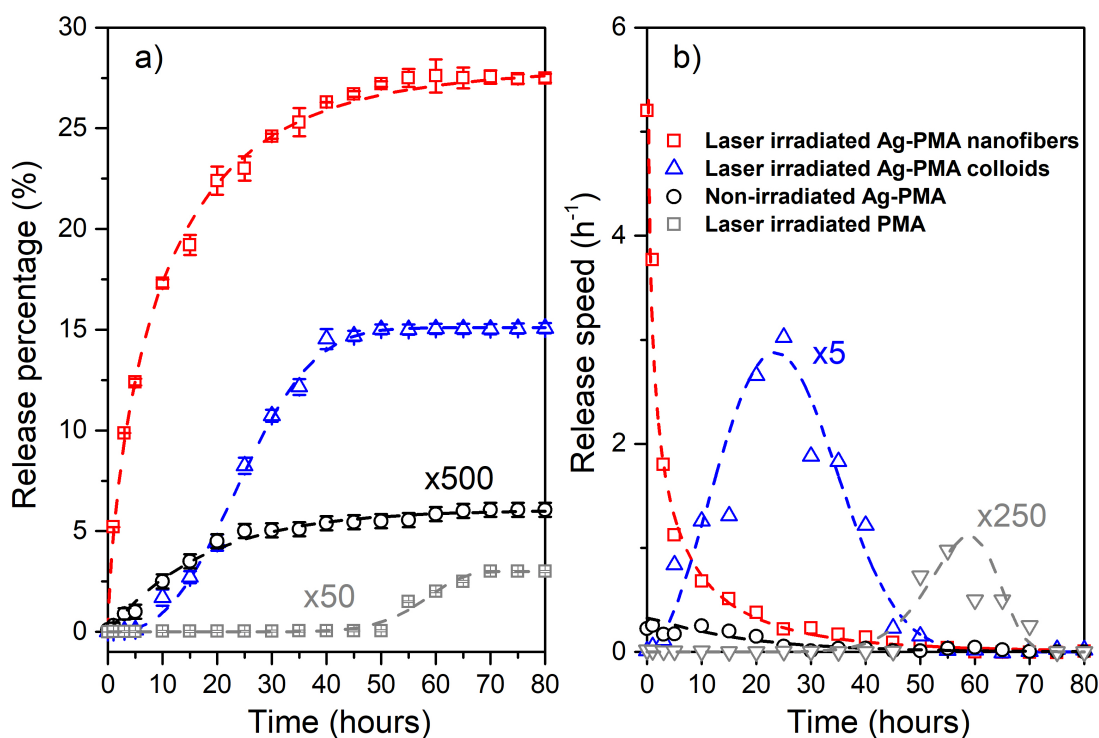 a)
Release percentage (%)
30
25
20
15
10
5
0
x500
x50
0 10 20 30 40 50 60 70 80
Time (hours)
b)
Release speed (h⁻¹)
6
4
2
0
Laser irradiated Ag-PMA nanofibers
Laser irradiated Ag-PMA colloids
Non-irradiated Ag-PMA
Laser irradiated PMA
x5
x250
0 10 20 30 40 50 60 70 80
Time (hours)